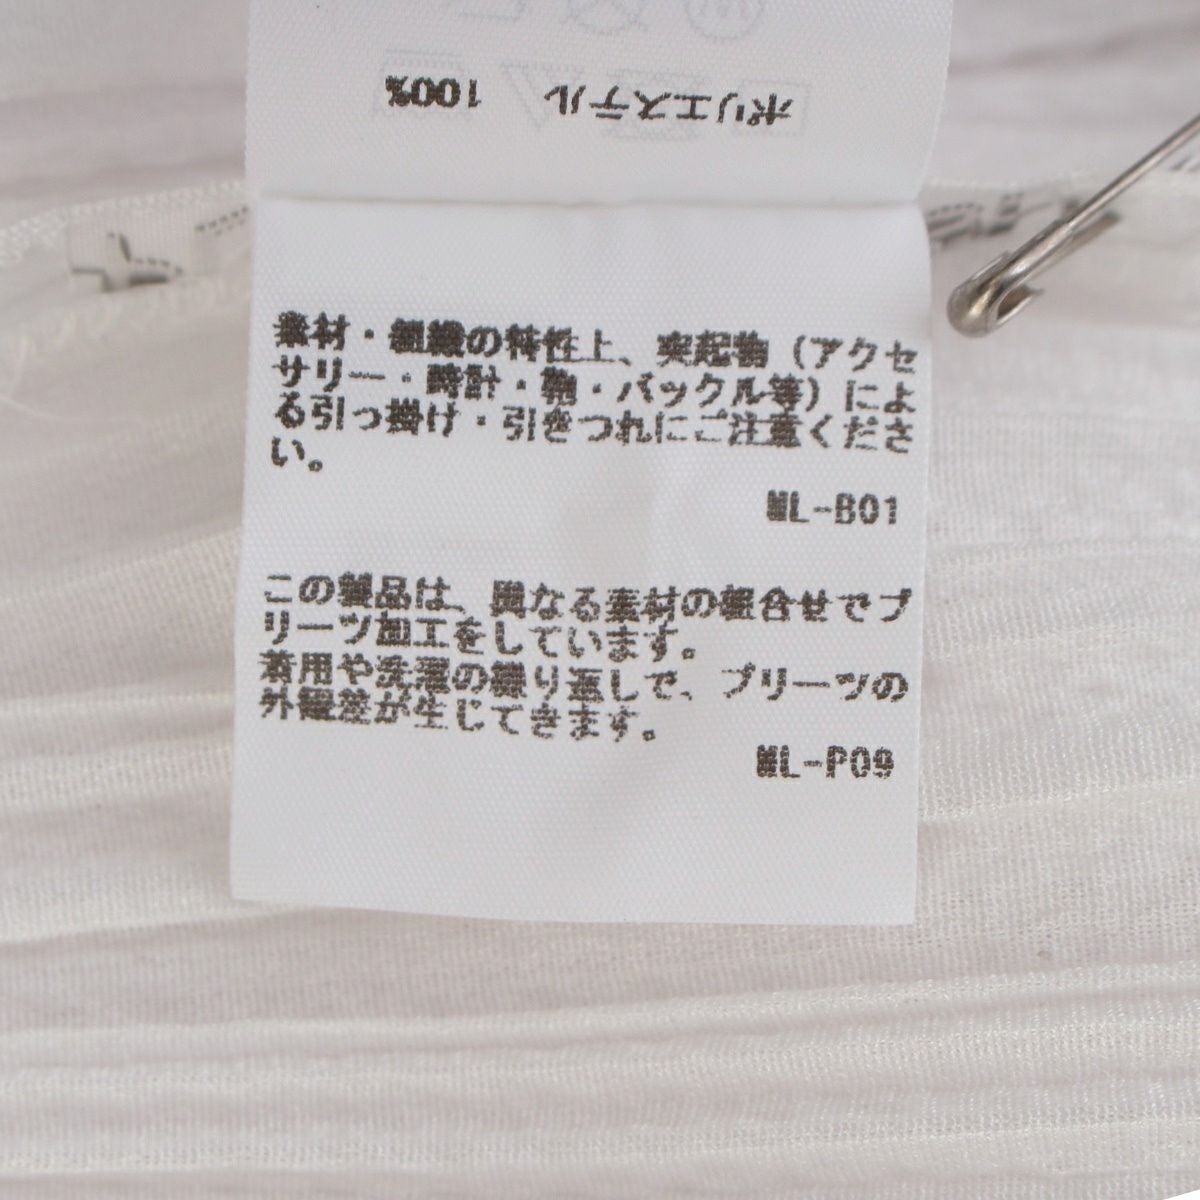 ポリエステル 100%
素材・組織の特性上、突起物（アクセ
サリー・時計・鞄・バックル等）によ
る引っ掛け・引きつれにご注意くださ
い。
ML-B01
この製品は、異なる素材の組合せでプ
リーツ加工をしています。
着用や洗濯の繰り返しで、プリーツの
外観差が生じてきます。
ML-P09